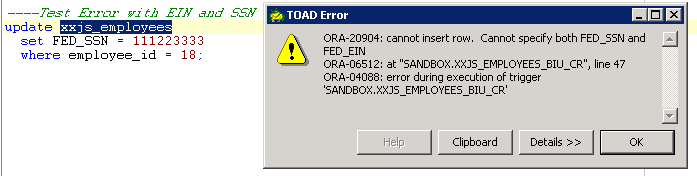 ----Test Error with EIN and SSN
update xxjs_employees
set FED_SSN = 111223333
where employee_id = 18;
TOAD Error
ORA-20904: cannot insert row. Cannot specify both FED_SSN and
FED_EIN
ORA-06512: at "SANDBOX.XXJS_EMPLOYEES_BIU_CR", line 47
ORA-04088: error during execution of trigger
'SANDBOX.XXJS_EMPLOYEES_BIU_CR'
Help
Clipboard
Details >>
OK